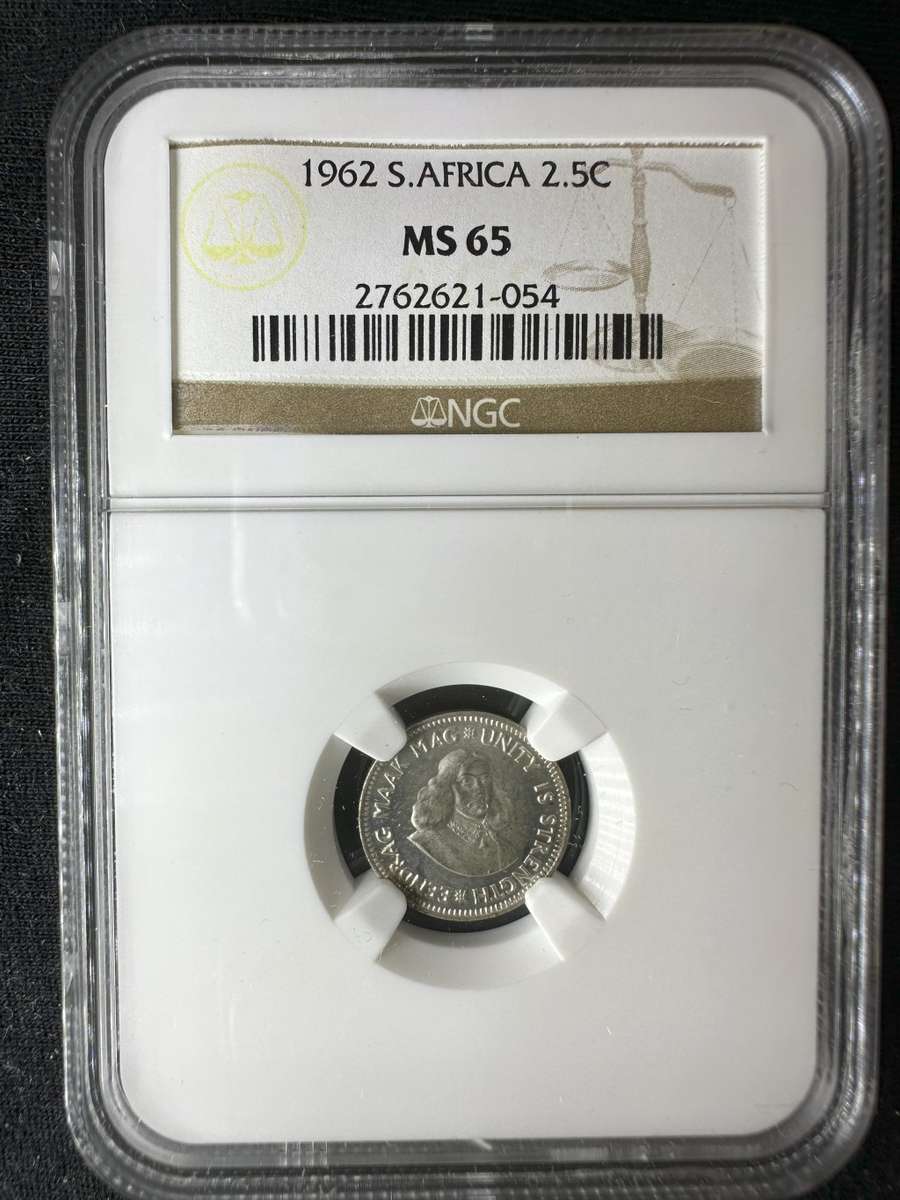 1962 S.AFRICA 2.5C
MS 65
2762621-054
NGC
EENDRAG MAAK MAG * UNITY IS STRENGTH *